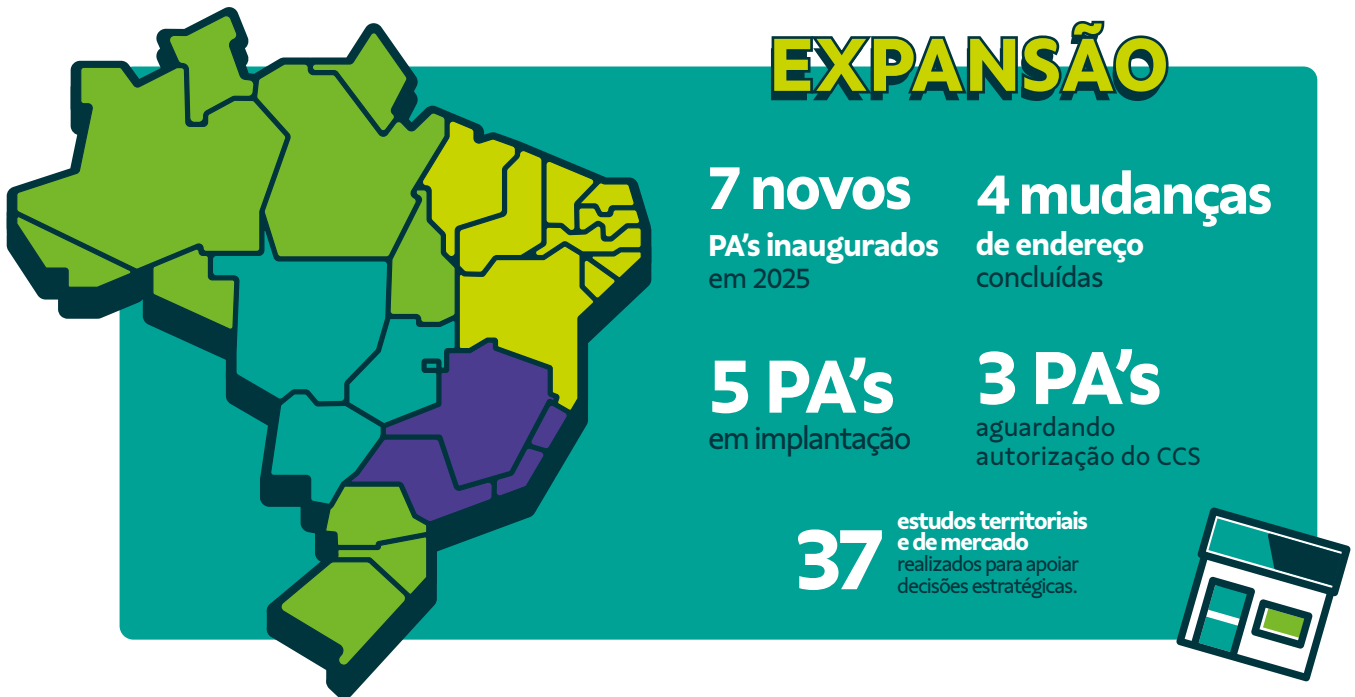 EXPANSÃO
7 novos
PA’s inaugurados
em 2025
4 mudanças
de endereço
concluídas
5 PA’s
em implantação
3 PA’s
aguardando
autorização do CCS
37
estudos territoriais
e de mercado
realizados para apoiar
decisões estratégicas.